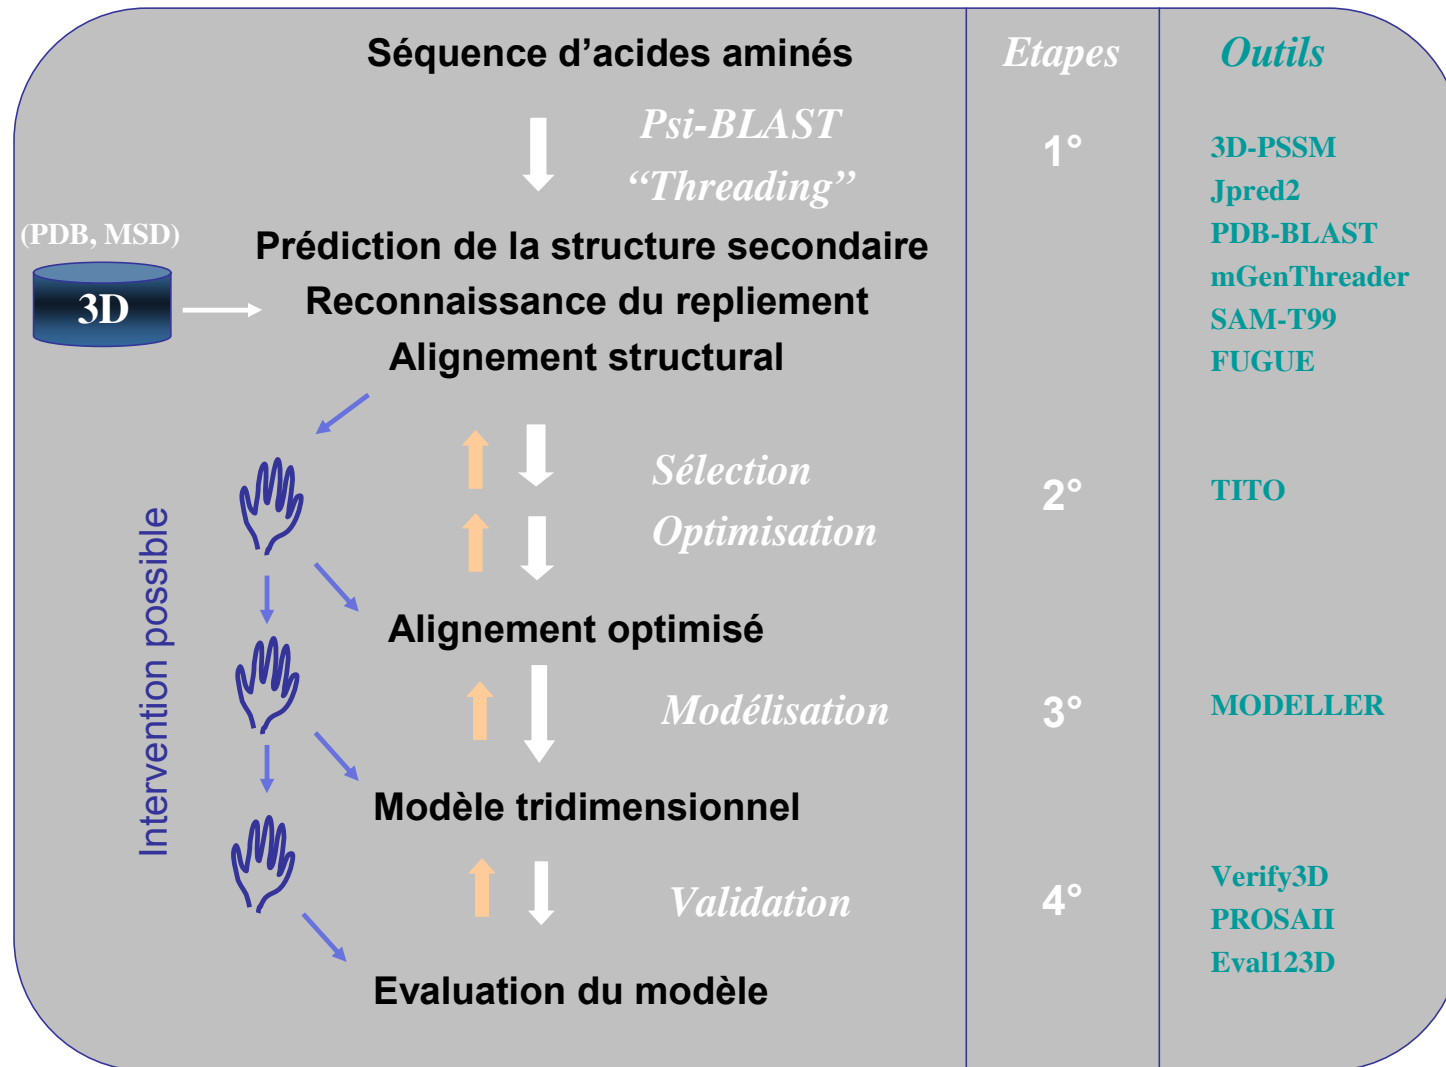 Séquence d’acides aminés
Etapes
Outils
Psi-BLAST
“Threading”
1°
3D-PSSM
Jpred2
PDB-BLAST
mGenThreader
SAM-T99
FUGUE
(PDB, MSD)
3D
Prédiction de la structure secondaire
Reconnaissance du repliement
Alignement structural
Sélection
Optimisation
2°
TITO
Intervention possible
Alignement optimisé
Modélisation
3°
MODELLER
Modèle tridimensionnel
Validation
4°
Verify3D
PROSAII
Eval123D
Evaluation du modèle